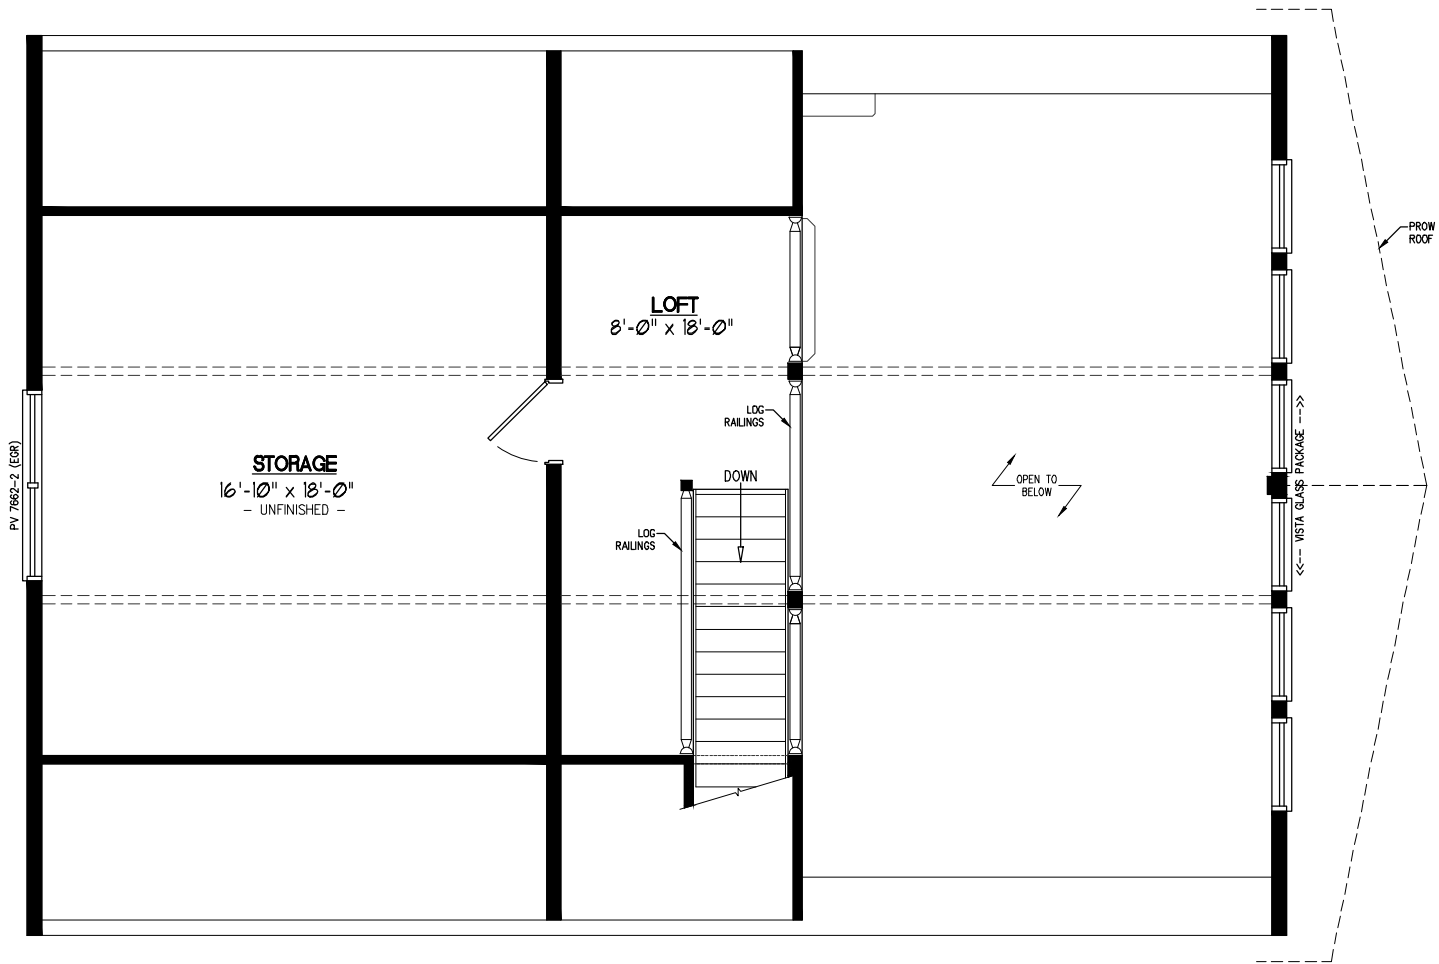 PROW
ROOF
LOFT
8'-0" x 18'-0"
LOG
RAILINGS
STORAGE
16'-10" x 18'-0"
- UNFINISHED -
DOWN
OPEN TO
BELOW
LOG
RAILINGS
PV 7662-2 (EGR)
<<--- VISTA GLASS PACKAGE --->>